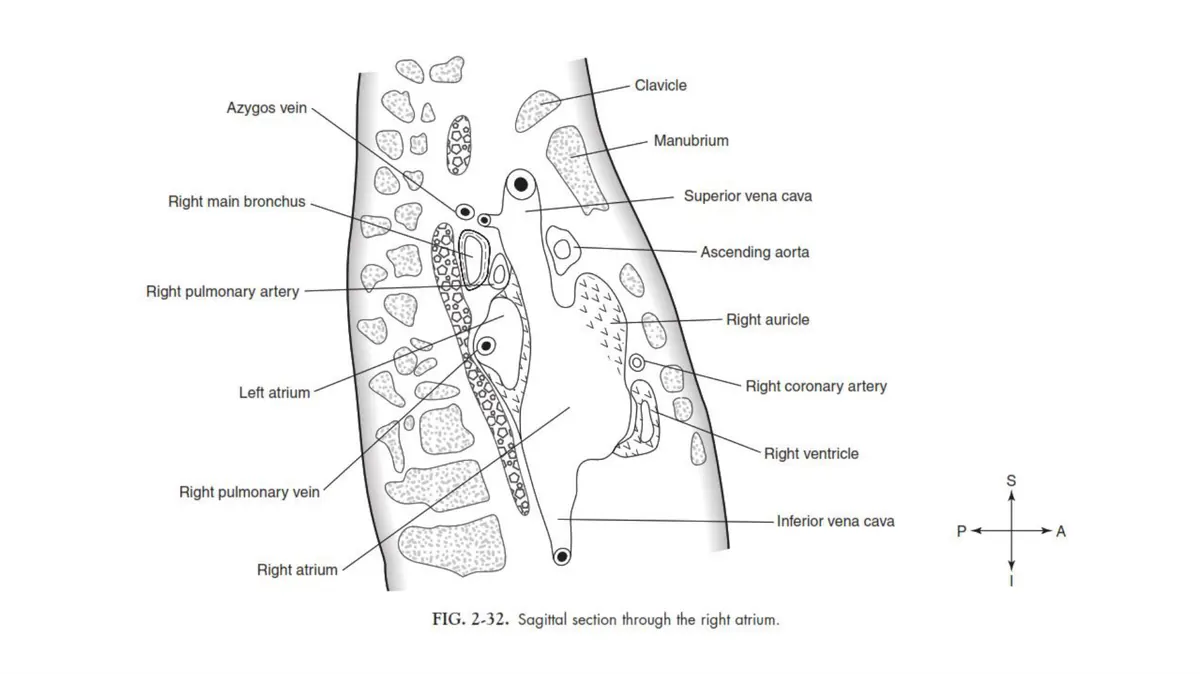 Azygos vein
Right main bronchus
Right pulmonary artery
Left atrium
Right pulmonary vein
Right atrium
Clavicle
Manubrium
Superior vena cava
Ascending aorta
Right auricle
Right coronary artery
Right ventricle
Inferior vena cava
S
P A
I
FIG. 2-32. Sagittal section through the right atrium.